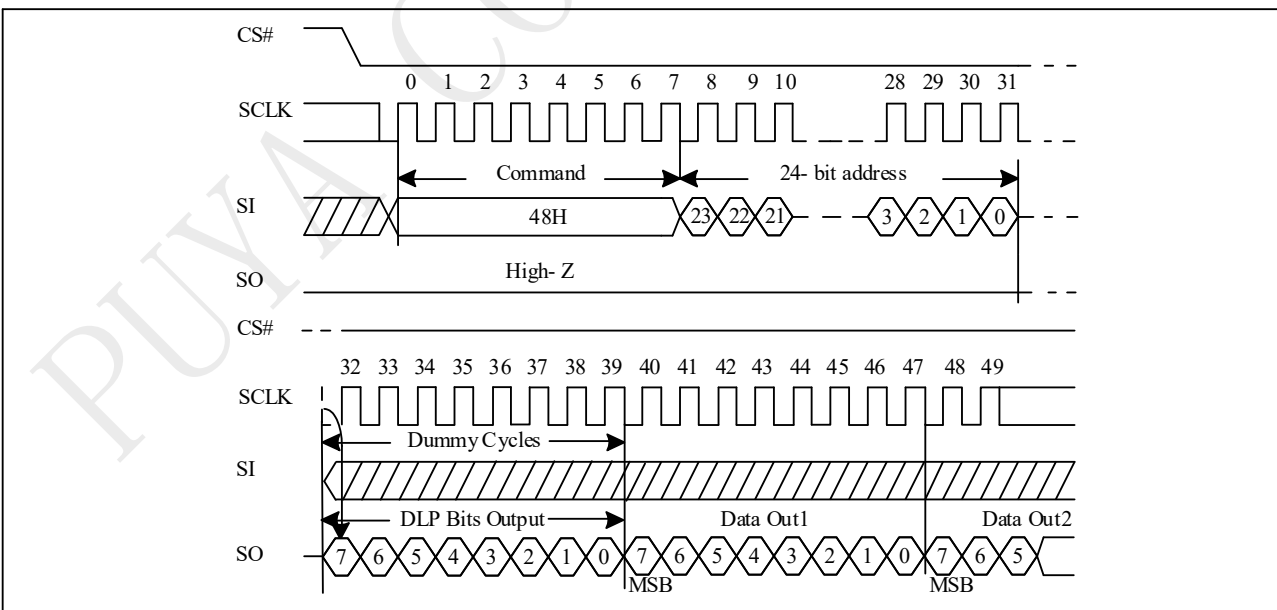 CS#
0 1 2 3 4 5 6 7 8 9 10 28 29 30 31
SCLK
Command 24- bit address
SI
48H 23 22 21 3 2 1 0
High- Z
SO
CS#
32 33 34 35 36 37 38 39 40 41 42 43 44 45 46 47 48 49
SCLK
Dummy Cycles
SI
DLP Bits Output Data Out1 Data Out2
SO 7 6 5 4 3 2 1 0 7 6 5 4 3 2 1 0 7 6 5
MSB MSB
PUYA CO